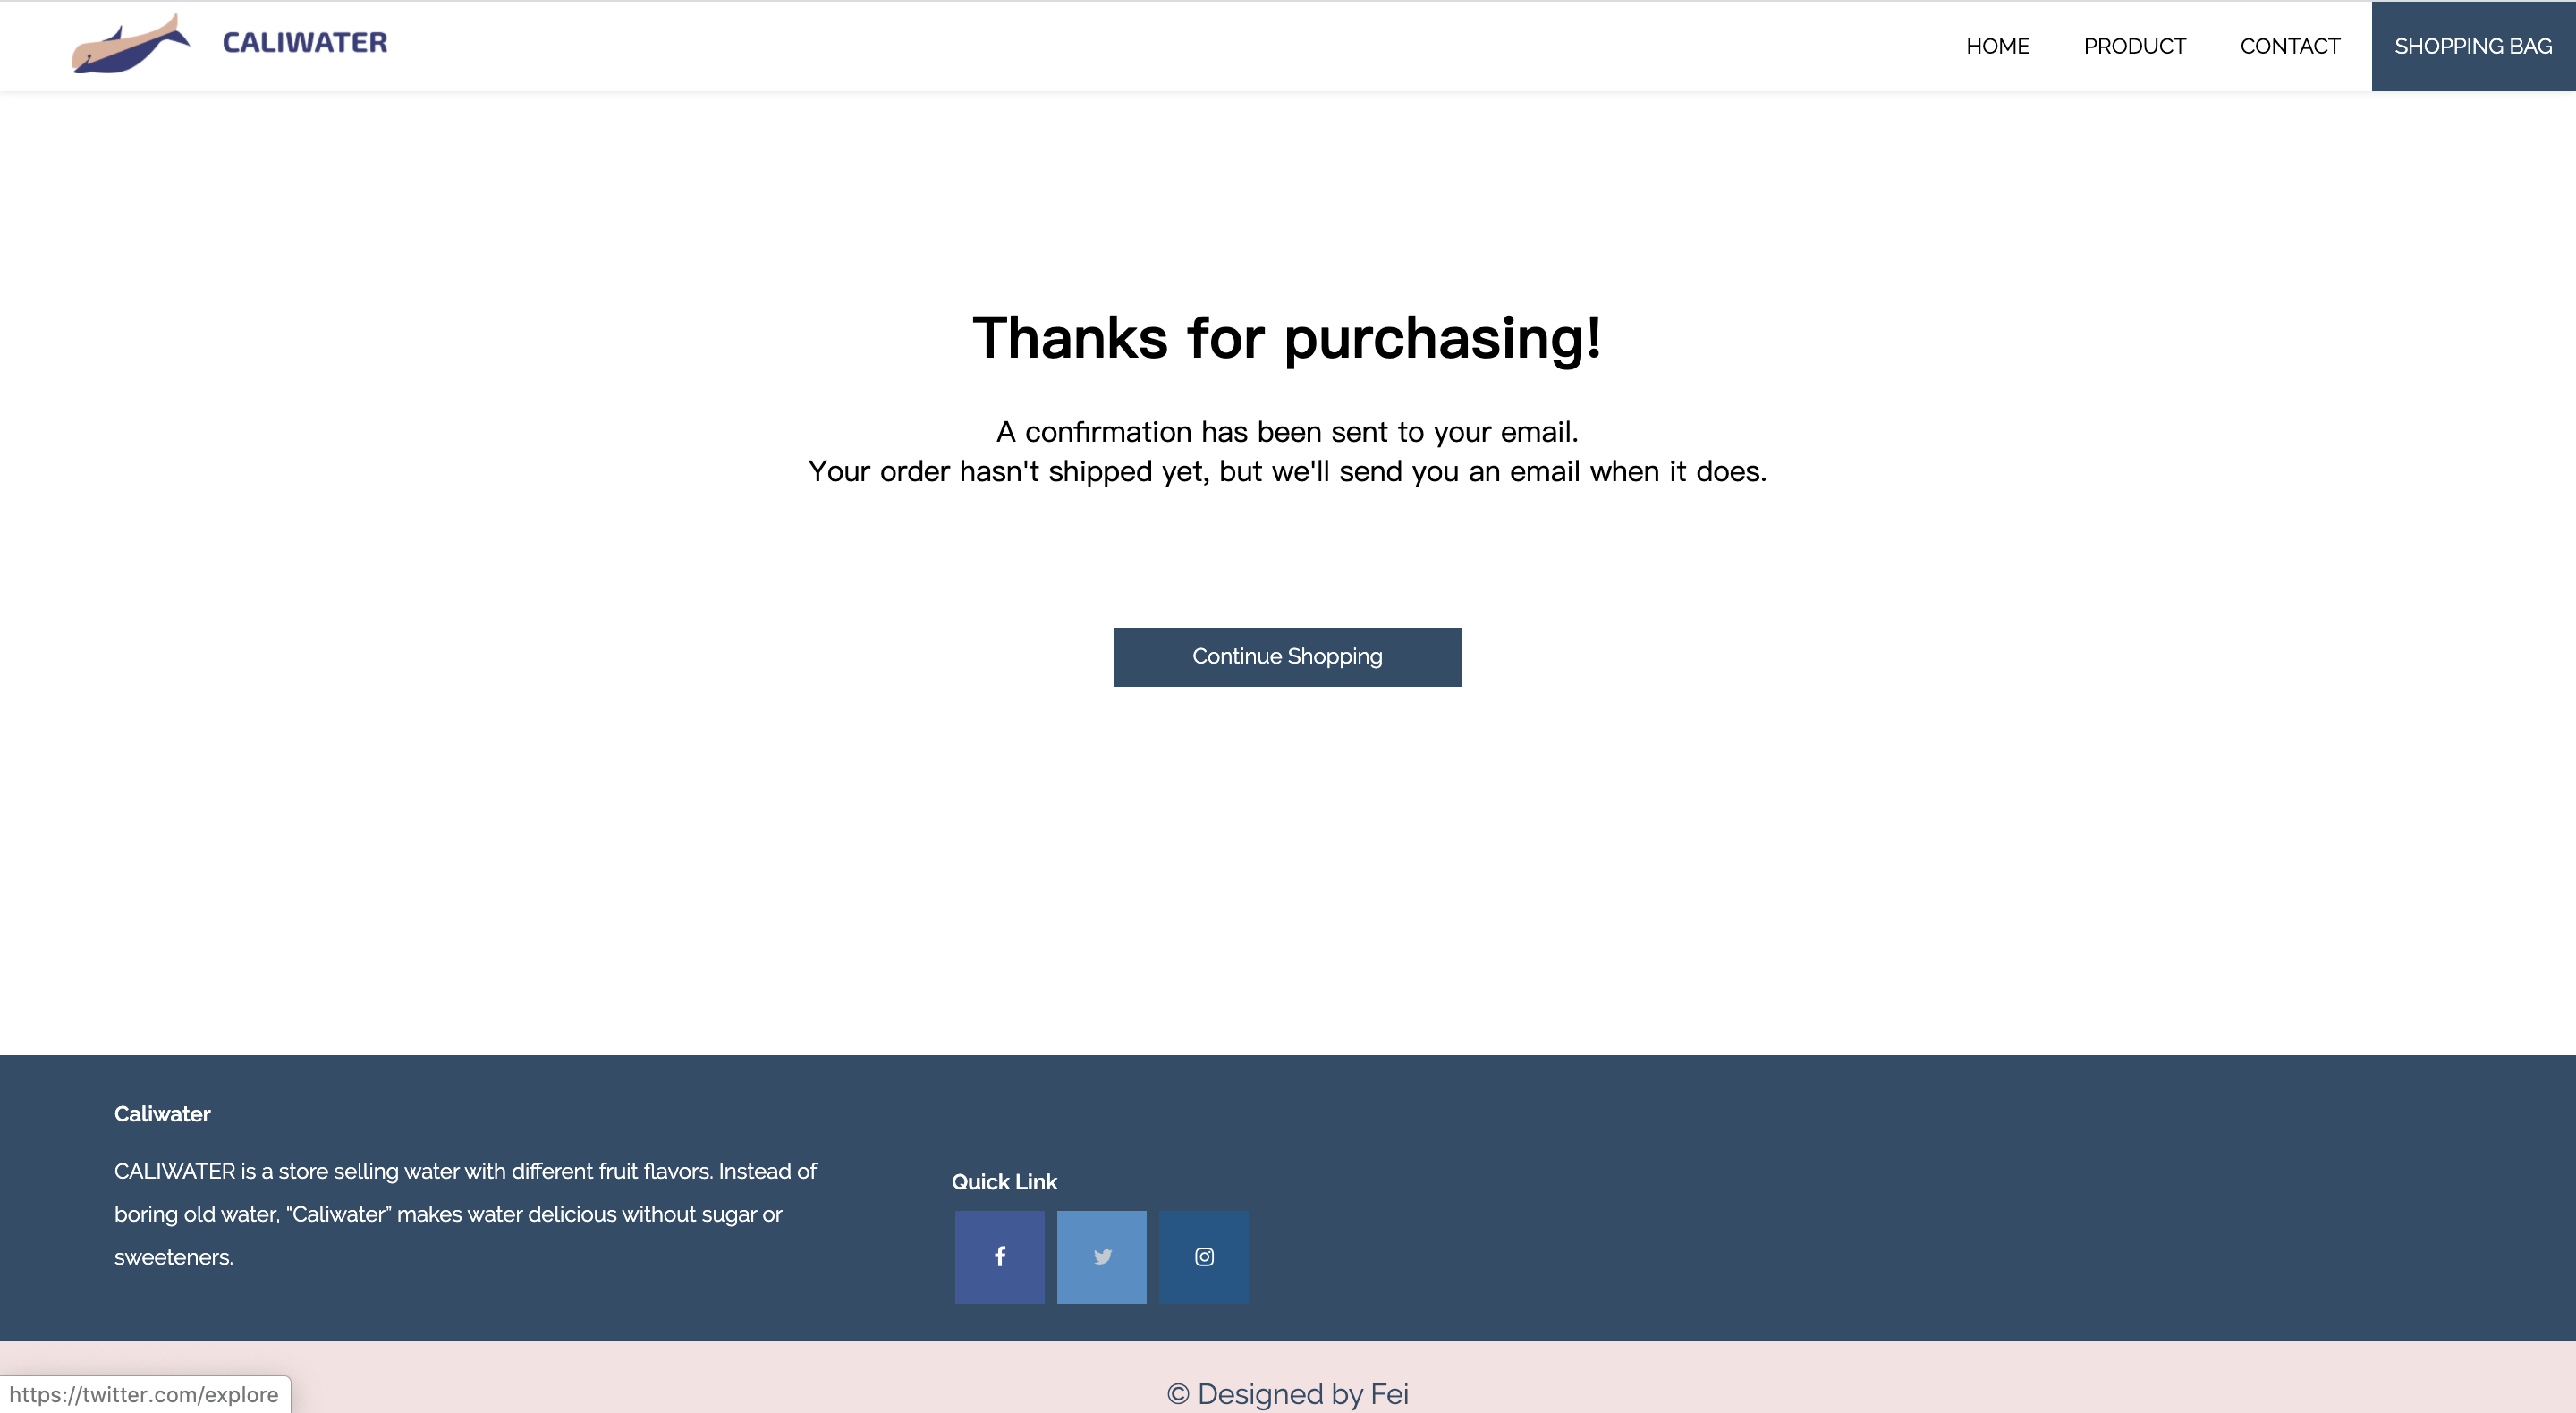 CALIWATER
HOME PRODUCT CONTACT SHOPPING BAG
Thanks for purchasing!
A confirmation has been sent to your email.
Your order hasn't shipped yet, but we'll send you an email when it does.
Continue Shopping
Caliwater
CALIWATER is a store selling water with different fruit flavors. Instead of
boring old water, “Caliwater” makes water delicious without sugar or
sweeteners.
Quick Link
© Designed by Fei
https://twitter.com/explore